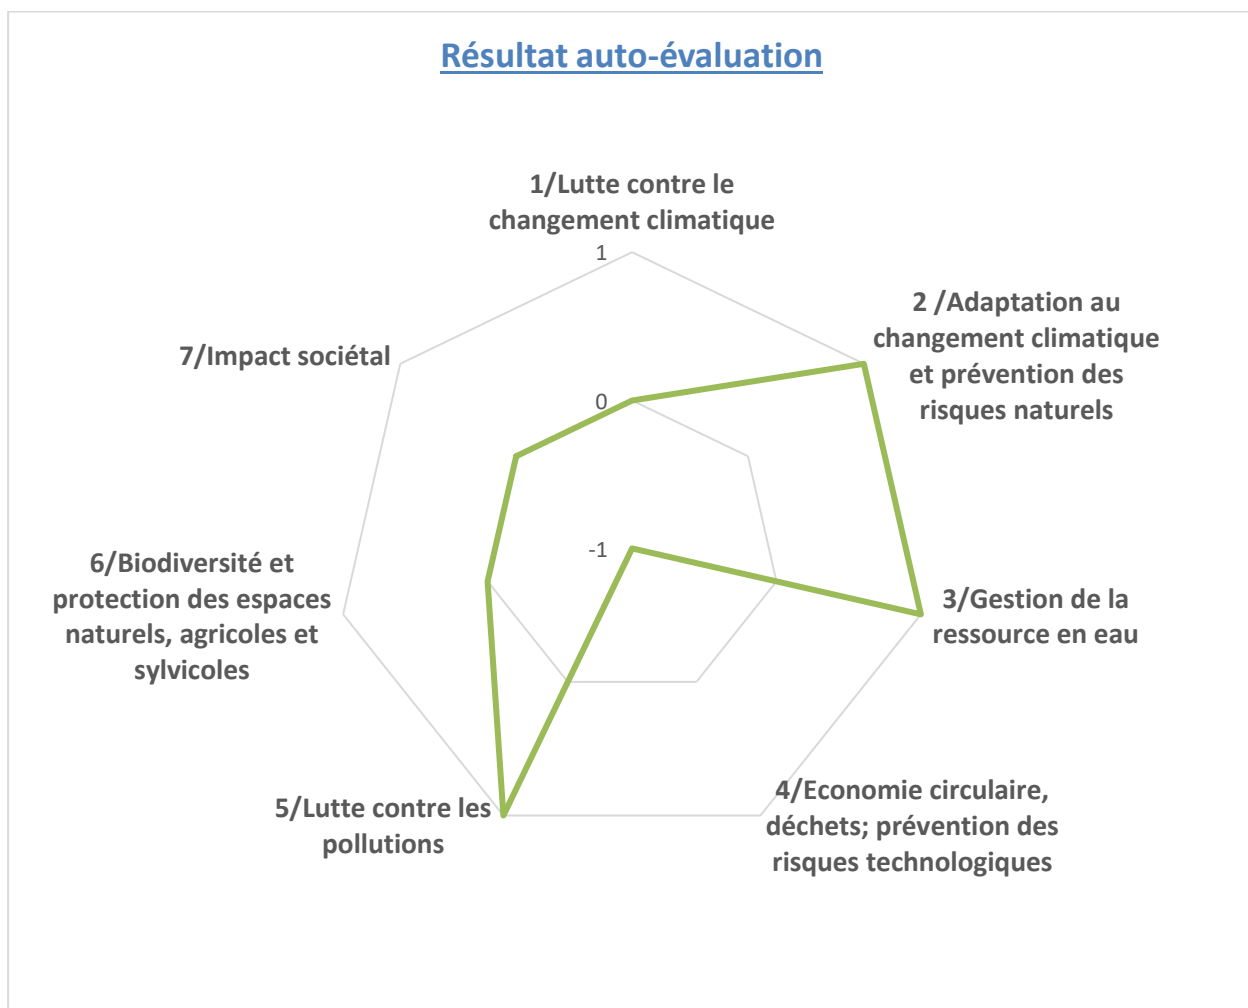 Résultat auto-évaluation
1/Lutte contre le
changement climatique
1
2 /Adaptation au
changement climatique
et prévention des
risques naturels
7/Impact sociétal
0
-1
6/Biodiversité et
protection des espaces
naturels, agricoles et
sylvicoles
3/Gestion de la
ressource en eau
5/Lutte contre les
pollutions
4/Economie circulaire,
déchets; prévention des
risques technologiques